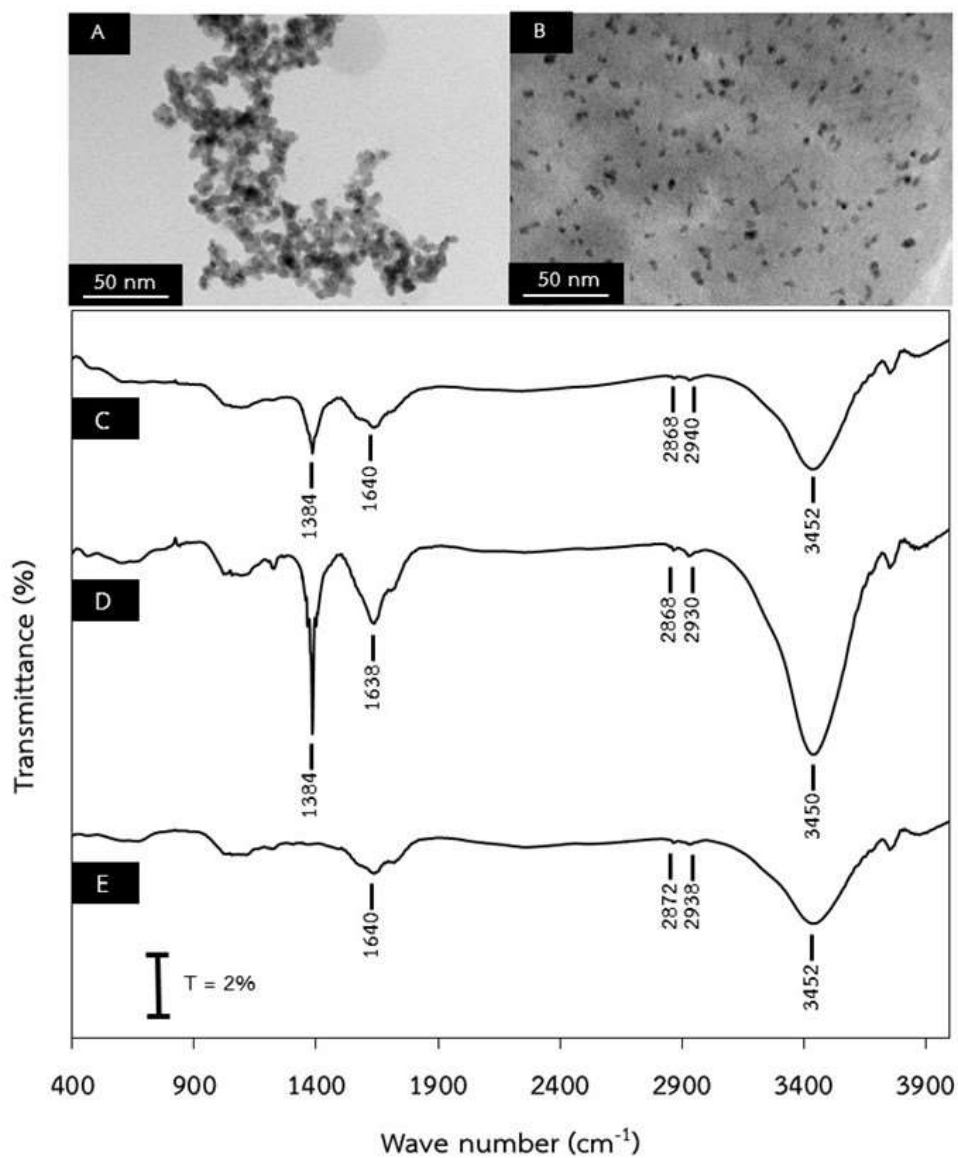 A
B
50 nm
50 nm
C
1384
1640
2868
2940
3452
D
1384
1638
2868
2930
3450
E
1640
2872
2938
3452
T = 2%
Transmittance (%)
400 900 1400 1900 2400 2900 3400 3900
Wave number (cm⁻¹)